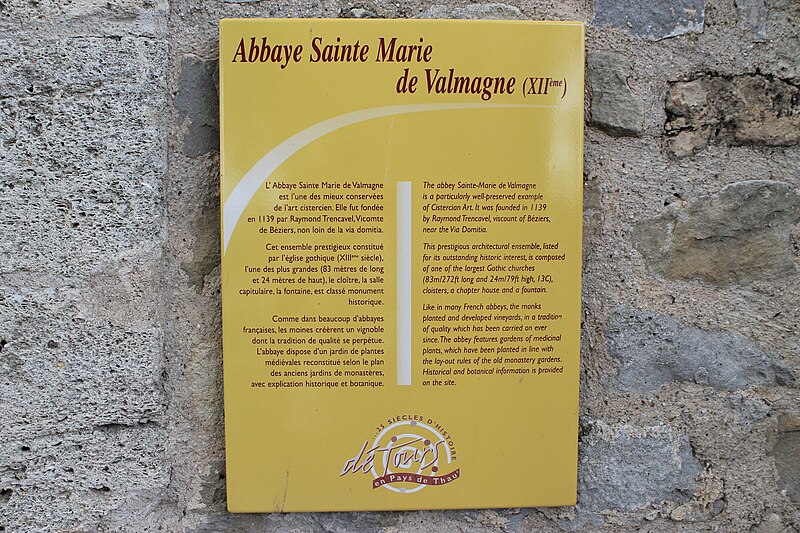 Abbaye Sainte Marie
de Valmagne (XIIème)
L'Abbaye Sainte Marie de Valmagne
est l'une des mieux conservées
de l'art cistercien. Elle fut fondée
en 1139 par Raymond Trencavel, Vicomte
de Béziers, non loin de la via domitia.
Cet ensemble prestigieux constitué
par l'église gothique (XIIIème siècle),
l'une des plus grandes (83 mètres de long
et 24 mètres de haut), le cloître, la salle
capitulaire, la fontaine, est classé monument
historique.
Comme dans beaucoup d'abbayes
françaises, les moines créèrent un vignoble
dont la tradition de qualité se perpétue.
L'abbaye dispose d'un jardin de plantes
médiévales reconstitué selon le plan
des anciens jardins de monastères,
avec explication historique et botanique.
The abbey Sainte-Marie de Valmagne
is a particularly well-preserved example
of Cistercian Art. It was founded in 1139
by Raymond Trencavel, viscount of Béziers,
near the Via Domitia.
This prestigious architectural ensemble, listed
for its outstanding historic interest, is composed
of one of the largest Gothic churches
(83m/272ft long and 24m/79ft high, 13C),
cloisters, a chapter house and a fountain.
Like in many French abbeys, the monks
planted and developed vineyards, in a tradition
of quality which has been carried on ever
since. The abbey features gardens of medicinal
plants, which have been planted in line with
the lay-out rules of the old monastery gardens.
Historical and botanical information is provided
on the site.
...25 SIÈCLES D'HISTOIRE
déTours
en Pays de Thau